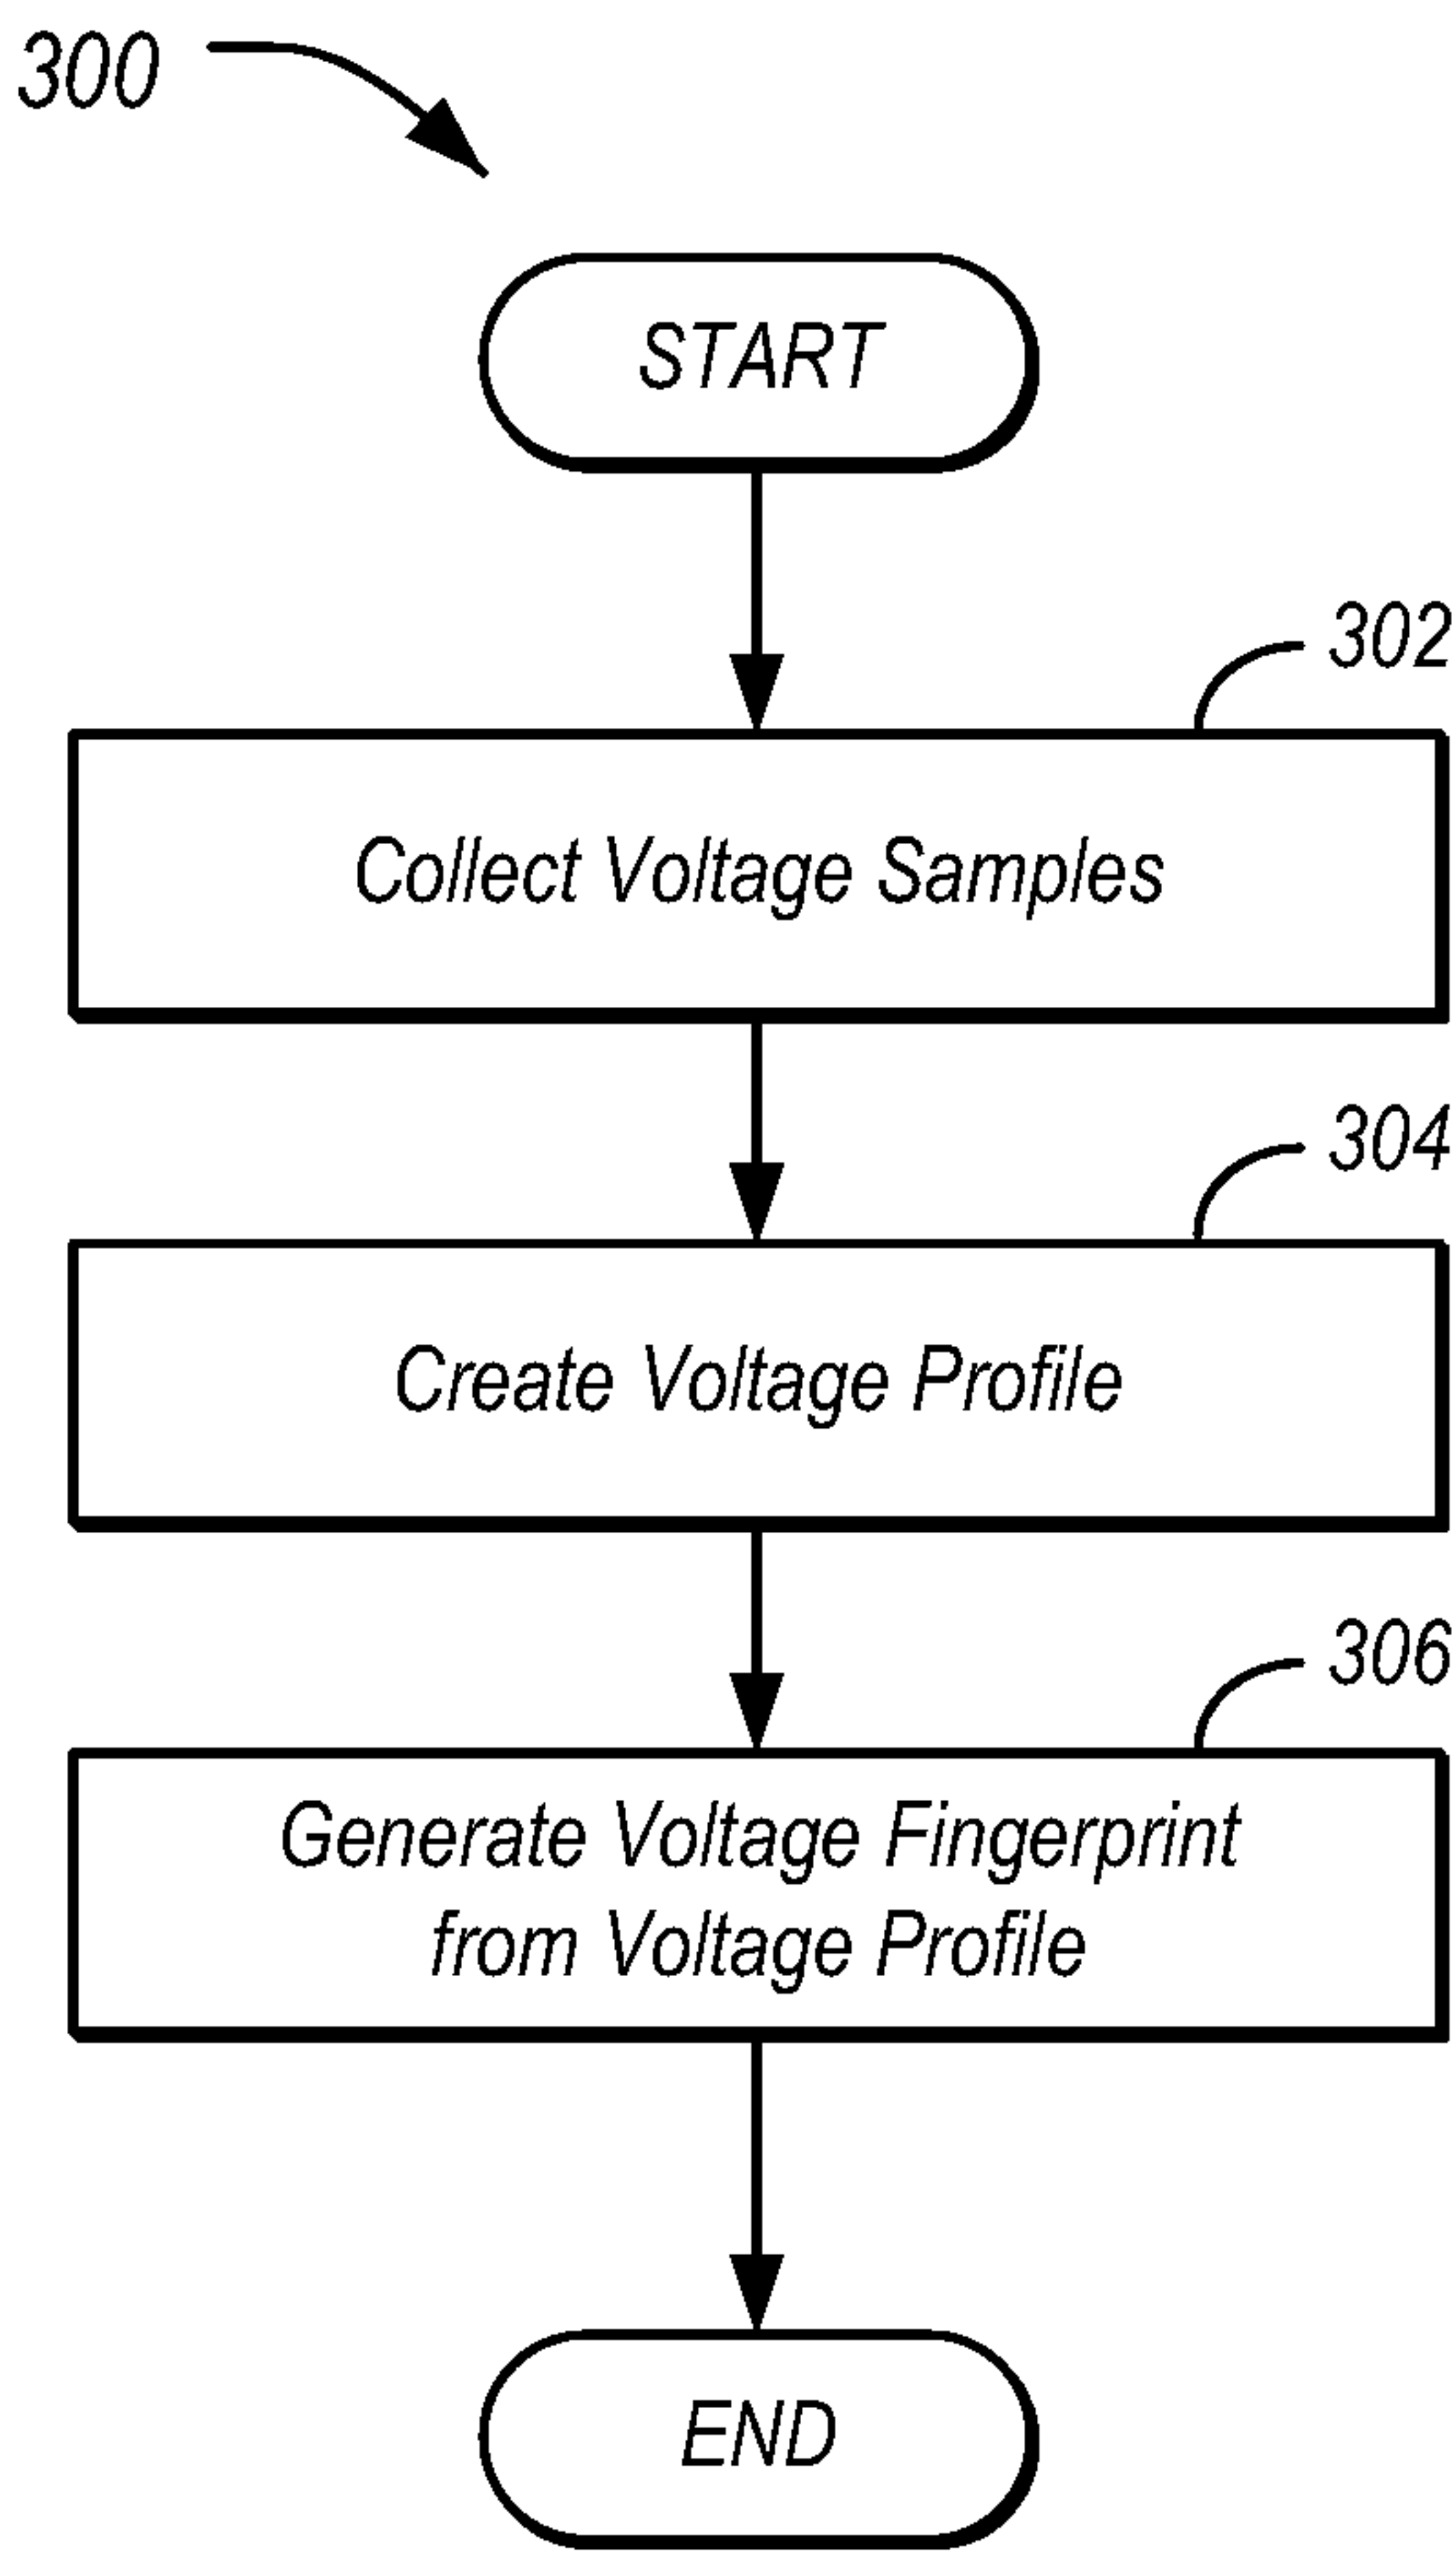 300
START
302
Collect Voltage Samples
304
Create Voltage Profile
306
Generate Voltage Fingerprint
from Voltage Profile
END